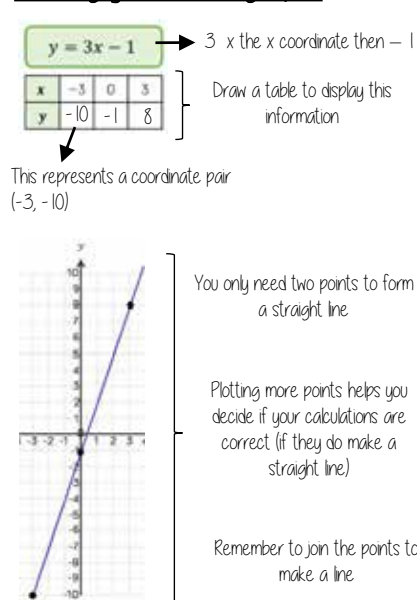 y = 3x − 1
3 x the x coordinate then − 1
x -3 0 3
y -10 -1 8
Draw a table to display this
information
This represents a coordinate pair
(-3, -10)
y
10
9
8
7
6
5
4
3
2
1
-3 -2 -1 1 2 3
-5
-6
-7
-8
-9
-10
You only need two points to form
a straight line
Plotting more points helps you
decide if your calculations are
correct (if they do make a
straight line)
Remember to join the points to
make a line